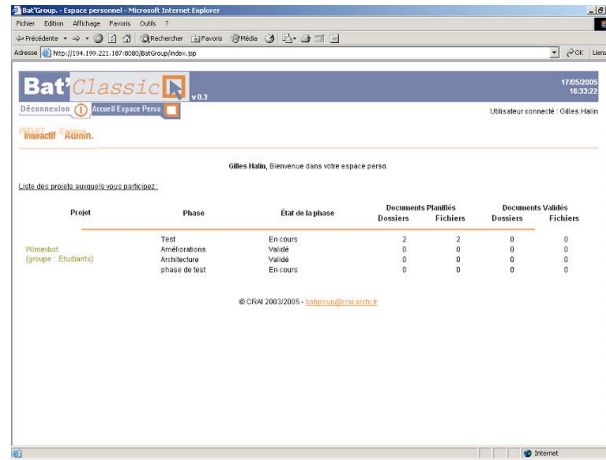 Bat'Group. - Espace personnel - Microsoft Internet Explorer
Fichier Edition Affichage Favoris Outils ?
Précédente Rechercher Favoris Média
Adresse http://194.199.221.187:8080/BatGroup/index.jsp OK Liens
Bat'Classic v 0.3
17/05/2005
16:33:22
Déconnexion Accueil Espace Perso
Utilisateur connecté : Gilles Halin
Interactif Admin.
Gilles Halin, Bienvenue dans votre espace perso.
Liste des projets auxquels vous participez :
Projet Phase État de la phase Documents Planifiés Documents Validés
Dossiers Fichiers Dossiers Fichiers
Test En cours 2 2 0 0
Wimexbot Améliorations Validé 0 0 0 0
(groupe : Etudiants) Architecture Validé 0 0 0 0
phase de test En cours 0 0 0 0
© CRAI 2003/2005 - batgroup@crai.archi.fr
Internet